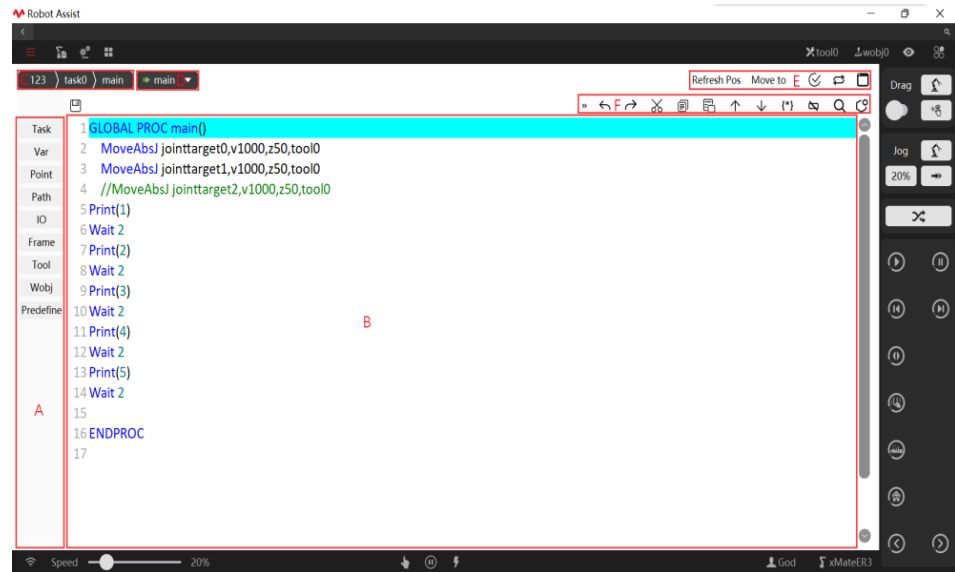 Robot Assist
tool0 wobj0
C 123 task0 main main D
Refresh Pos Move to E
Drag
» F {*}
Task
Var
Point
Path
IO
Frame
Tool
Wobj
Predefine
A
1 GLOBAL PROC main()
2 MoveAbsJ jointtarget0,v1000,z50,tool0
3 MoveAbsJ jointtarget1,v1000,z50,tool0
4 //MoveAbsJ jointtarget2,v1000,z50,tool0
5 Print(1)
6 Wait 2
7 Print(2)
8 Wait 2
9 Print(3)
10 Wait 2
11 Print(4)
12 Wait 2
13 Print(5)
14 Wait 2
15
16 ENDPROC
17
B
Jog
20%
Speed 20%
God xMateER3